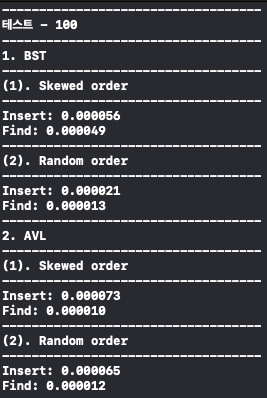 ------------------------------------
테스트 - 100
------------------------------------
1. BST
------------------------------------
(1). Skewed order
------------------------------------
Insert: 0.000056
Find: 0.000049
------------------------------------
(2). Random order
------------------------------------
Insert: 0.000021
Find: 0.000013
------------------------------------
2. AVL
------------------------------------
(1). Skewed order
------------------------------------
Insert: 0.000073
Find: 0.000010
------------------------------------
(2). Random order
------------------------------------
Insert: 0.000065
Find: 0.000012